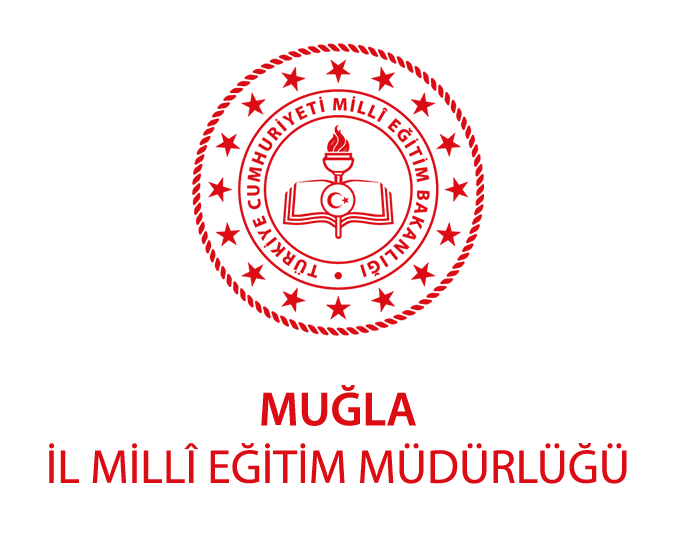 TÜRKİYE CUMHURİYETİ MİLLÎ EĞİTİM BAKANLIĞI
MUĞLA
İL MİLLÎ EĞİTİM MÜDÜRLÜĞÜ